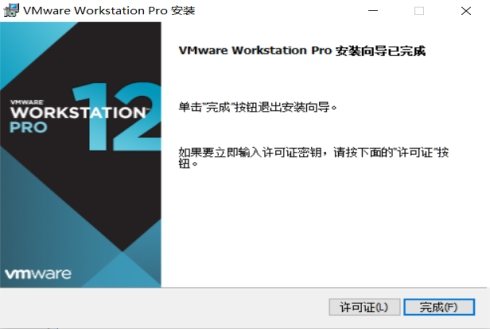 VMware Workstation Pro 安装
VMware Workstation Pro 安装向导已完成
VMWARE
WORKSTATION™
PRO 12
单击"完成"按钮退出安装向导。
如果要立即输入许可证密钥，请按下面的"许可证"按
钮。
vmware
许可证(L) 完成(F)